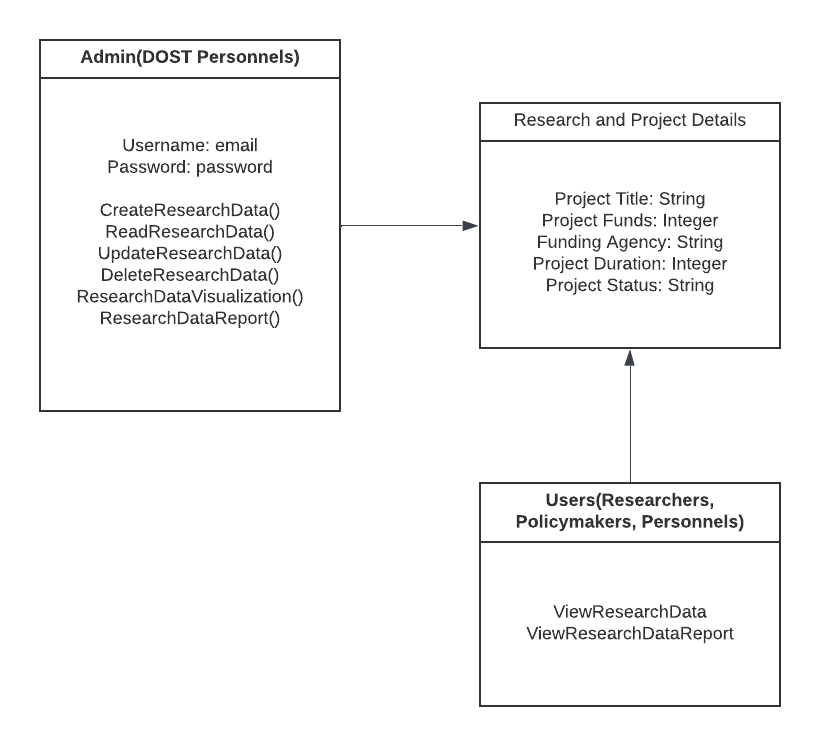 Admin(DOST Personnels)
Username: email
Password: password
CreateResearchData()
ReadResearchData()
UpdateResearchData()
DeleteResearchData()
ResearchDataVisualization()
ResearchDataReport()
Research and Project Details
Project Title: String
Project Funds: Integer
Funding Agency: String
Project Duration: Integer
Project Status: String
Users(Researchers,
Policymakers, Personnels)
ViewResearchData
ViewResearchDataReport